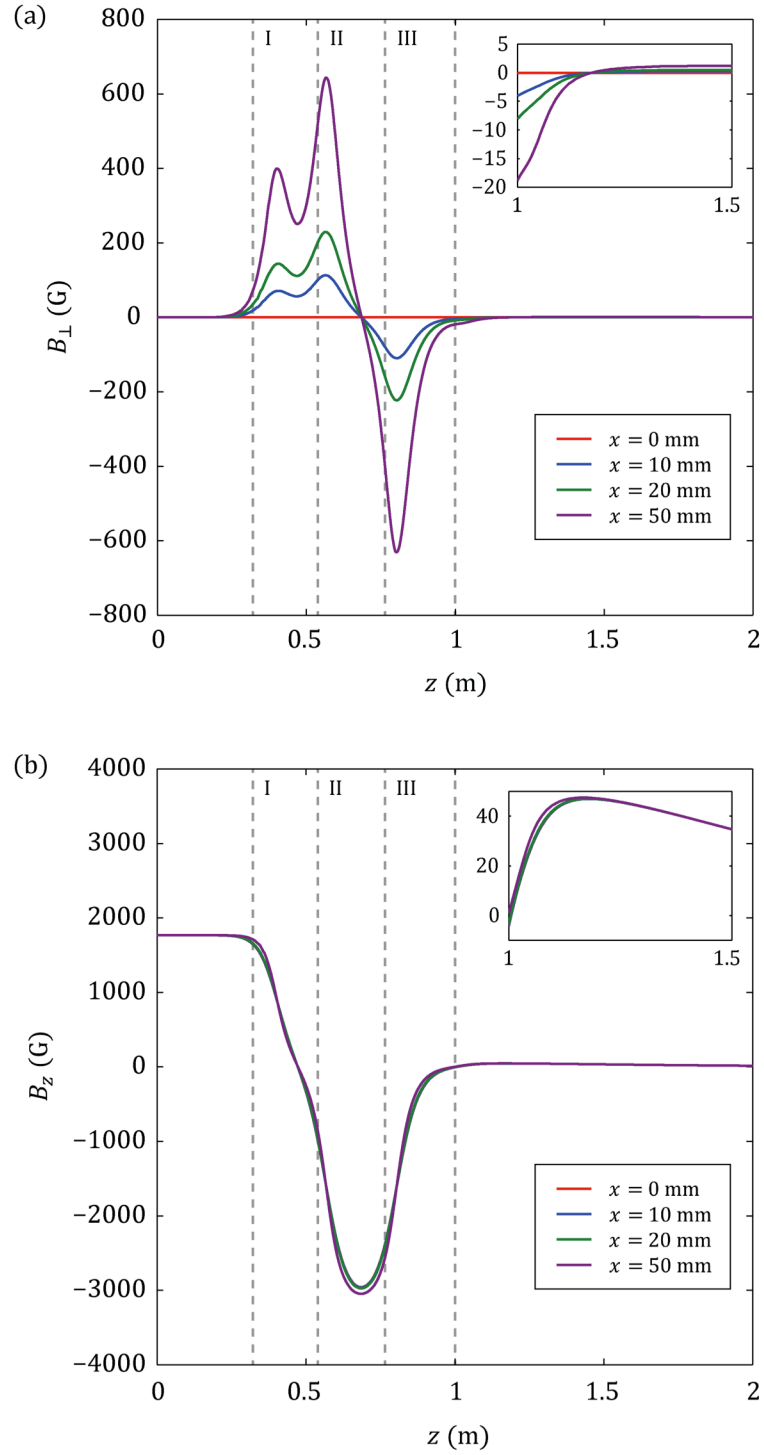 (a)
800
600
400
200
0
−200
−400
−600
−800
B⊥ (G)
I II III
5
0
−5
−10
−15
−20
1 1.5
x = 0 mm
x = 10 mm
x = 20 mm
x = 50 mm
0 0.5 1 1.5 2
z (m)
(b)
4000
3000
2000
1000
0
−1000
−2000
−3000
−4000
Bz (G)
I II III
40
20
0
1 1.5
x = 0 mm
x = 10 mm
x = 20 mm
x = 50 mm
0 0.5 1 1.5 2
z (m)